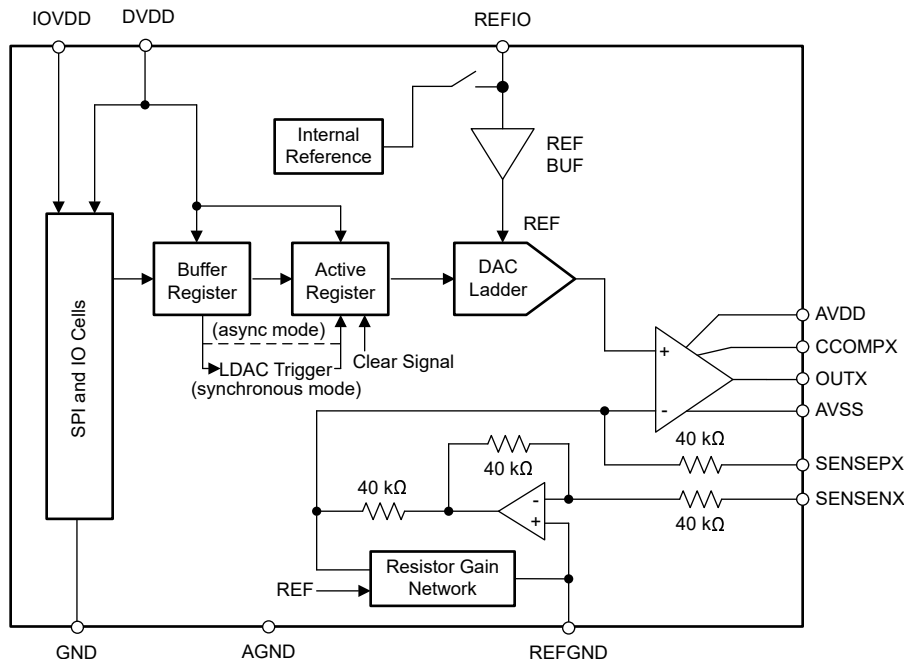 IOVDD
DVDD
REFIO
Internal
Reference
REF
BUF
REF
SPI and IO Cells
Buffer
Register
Active
Register
DAC
Ladder
(async mode)
LDAC Trigger
(synchronous mode)
Clear Signal
+
-
AVDD
CCOMPX
OUTX
AVSS
40 kΩ
SENSEPX
40 kΩ
40 kΩ
-
+
40 kΩ
SENSENX
REF
Resistor Gain
Network
GND
AGND
REFGND